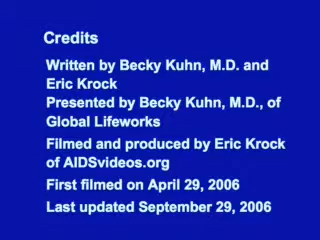 Credits
Written by Becky Kuhn, M.D. and
Eric Krock
Presented by Becky Kuhn, M.D., of
Global Lifeworks
Filmed and produced by Eric Krock
of AIDSvideos.org
First filmed on April 29, 2006
Last updated September 29, 2006